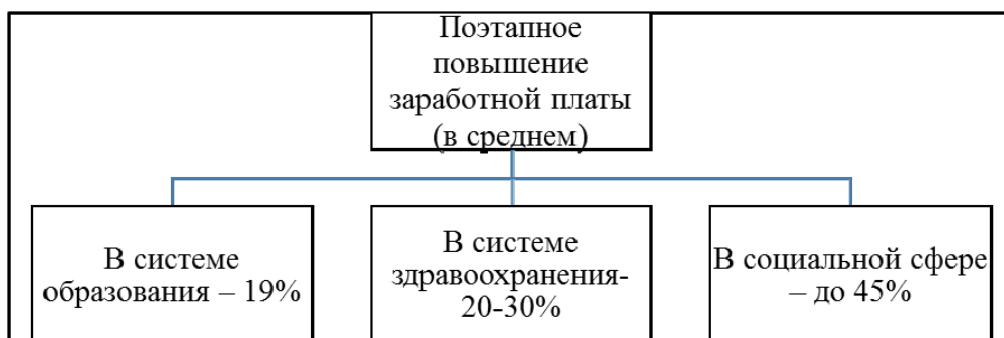 Поэтапное
повышение
заработной платы
(в среднем)
В системе
образования – 19%
В системе
здравоохранения-
20-30%
В социальной сфере
– до 45%